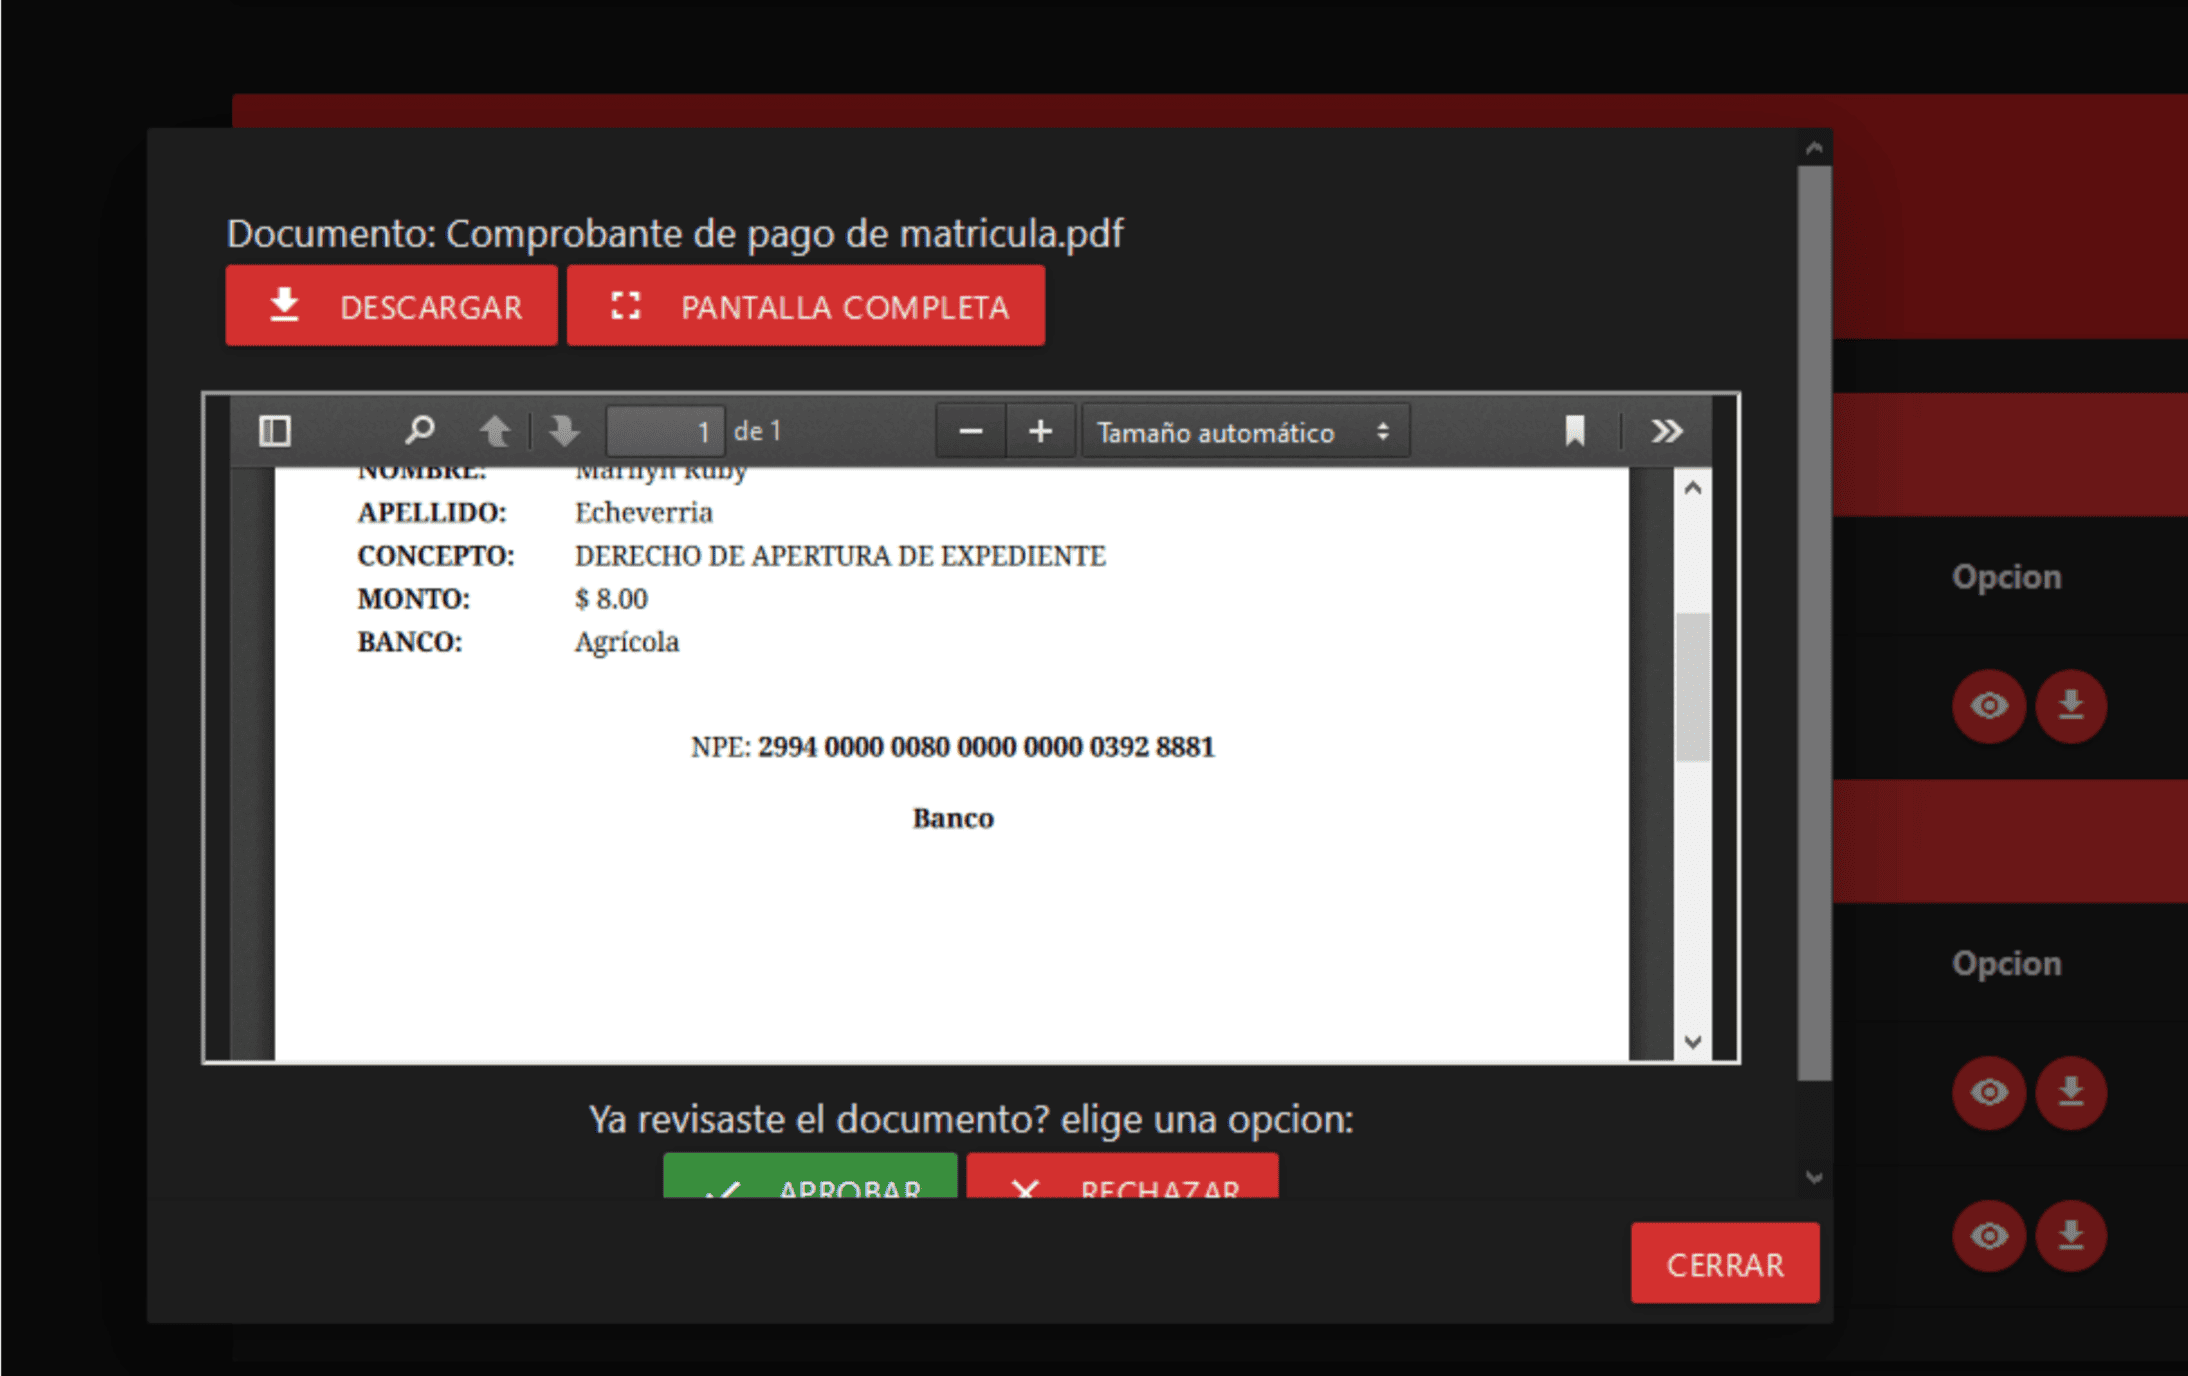 Documento: Comprobante de pago de matricula.pdf
DESCARGAR PANTALLA COMPLETA
1 de 1 Tamaño automático
NOMBRE: Marilyn Ruby
APELLIDO: Echeverria
CONCEPTO: DERECHO DE APERTURA DE EXPEDIENTE
MONTO: $ 8.00
BANCO: Agrícola
NPE: 2994 0000 0080 0000 0000 0392 8881
Banco
Ya revisaste el documento? elige una opcion:
APROBAR RECHAZAR
CERRAR
Opcion
Opcion